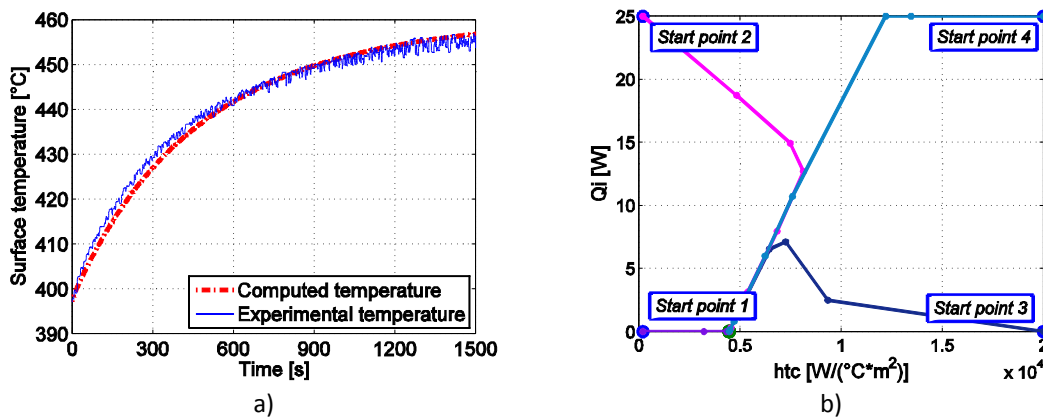 460
450
440
430
420
410
400
390
Surface temperature [°C]
Computed temperature
Experimental temperature
0
300
600
900
1200
1500
Time [s]
a)
25
20
15
10
5
0
Qi [W]
Start point 2
Start point 4
Start point 1
Start point 3
0
0.5
1
1.5
2
x 10⁴
htc [W/(°C*m²)]
b)